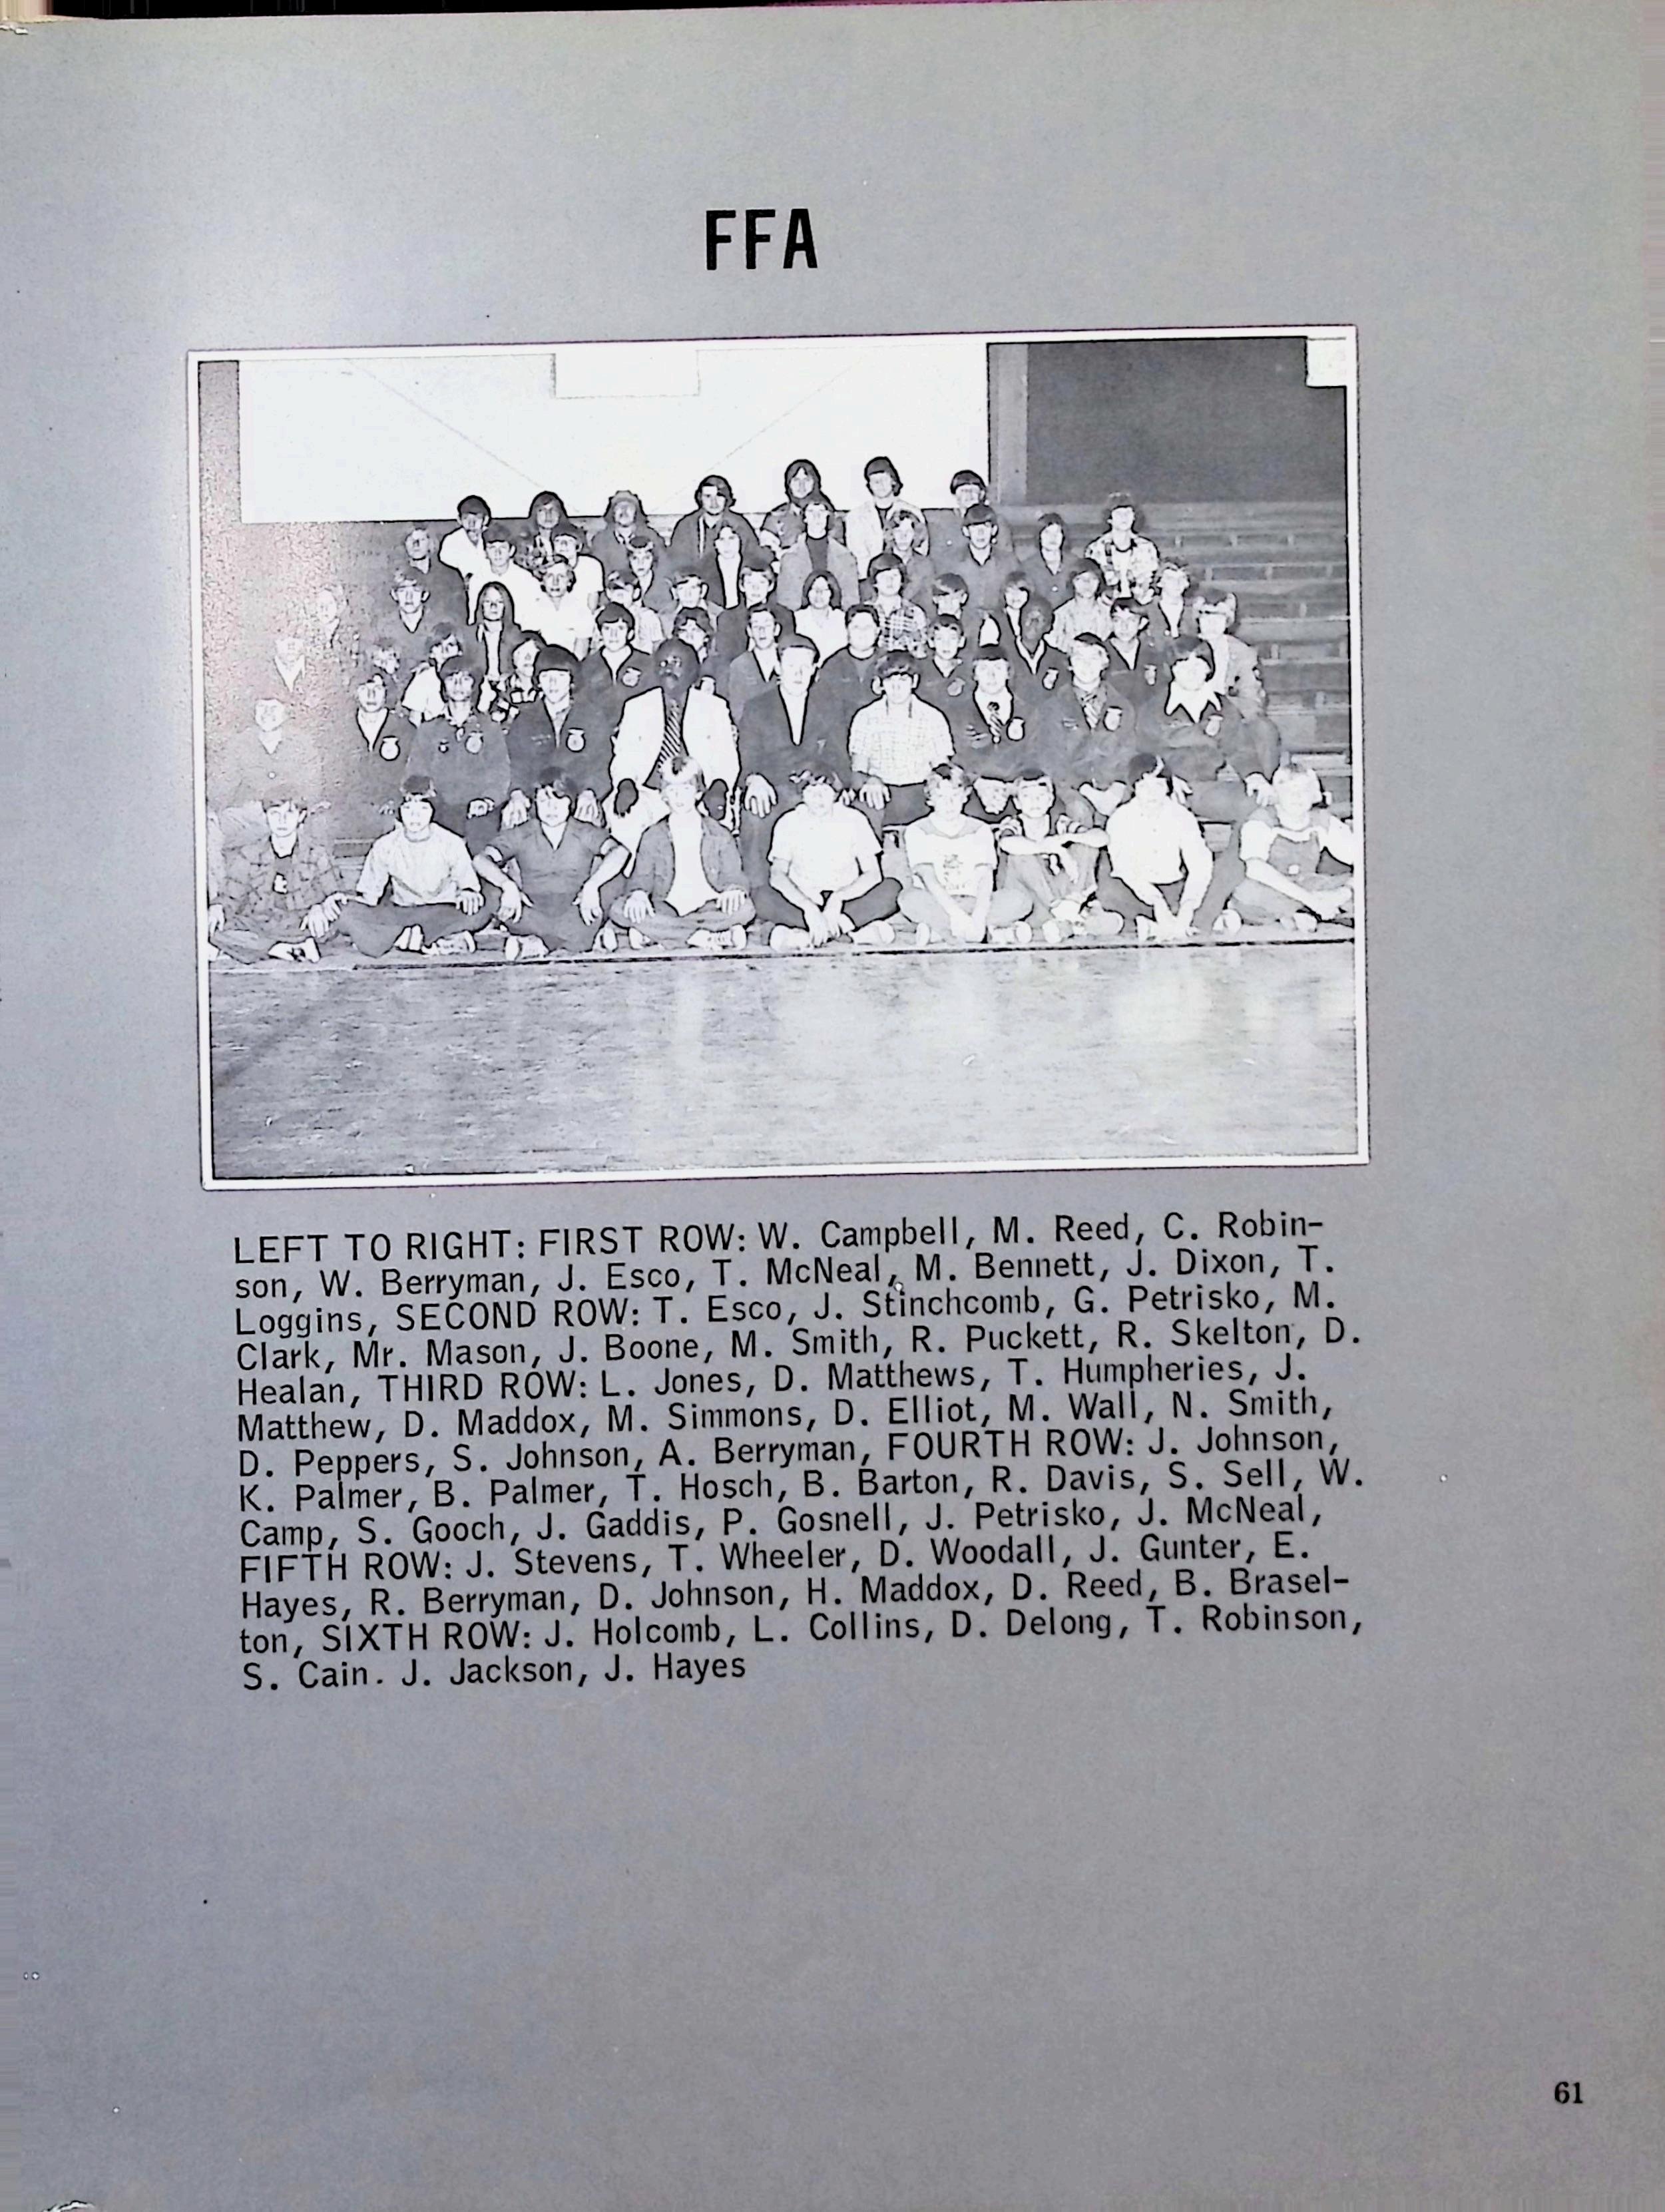 FFA
LEFT TO RIGHT: FIRST ROW: W. Campbell, M. Reed, C. Robin-
son, W. Berryman, J. Esco, T. McNeal, M. Bennett, J. Dixon, T.
Loggins, SECOND ROW: T. Esco, J. Stinchcomb, G. Petrisko, M.
Clark, Mr. Mason, J. Boone, M. Smith, R. Puckett, R. Skelton, D.
Healan, THIRD ROW: L. Jones, D. Matthews, T. Humpheries, J.
Matthew, D. Maddox, M. Simmons, D. Elliot, M. Wall, N. Smith,
D. Peppers, S. Johnson, A. Berryman, FOURTH ROW: J. Johnson,
K. Palmer, B. Palmer, T. Hosch, B. Barton, R. Davis, S. Sell, W.
Camp, S. Gooch, J. Gaddis, P. Gosnell, J. Petrisko, J. McNeal,
FIFTH ROW: J. Stevens, T. Wheeler, D. Woodall, J. Gunter, E.
Hayes, R. Berryman, D. Johnson, H. Maddox, D. Reed, B. Brasel-
ton, SIXTH ROW: J. Holcomb, L. Collins, D. Delong, T. Robinson,
S. Cain. J. Jackson, J. Hayes
61